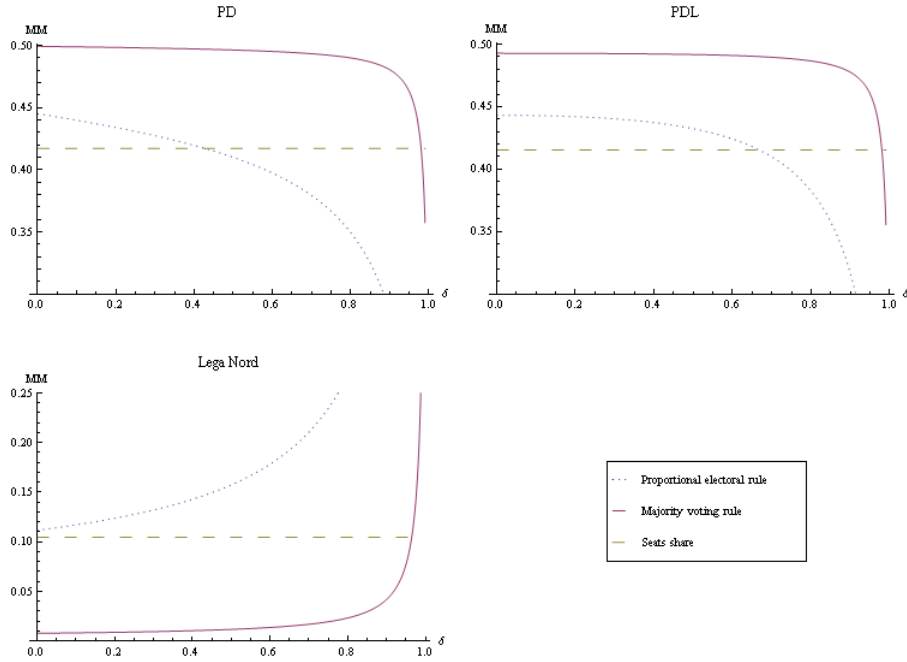 PD
MM
0.50
0.45
0.40
0.35
0.0 0.2 0.4 0.6 0.8 1.0 δ
PDL
MM
0.50
0.45
0.40
0.35
0.0 0.2 0.4 0.6 0.8 1.0 δ
Lega Nord
MM
0.25
0.20
0.15
0.10
0.05
0.0 0.2 0.4 0.6 0.8 1.0 δ
Proportional electoral rule
Majority voting rule
Seats share